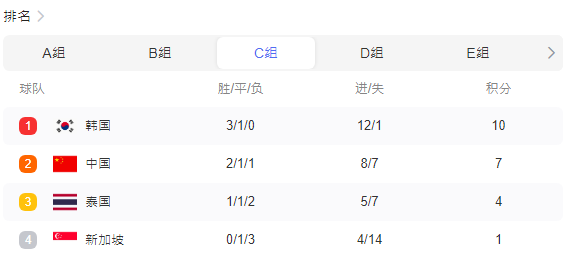 排名
A组 B组 C组 D组 E组
球队 胜/平/负 进/失 积分
1 韩国 3/1/0 12/1 10
2 中国 2/1/1 8/7 7
3 泰国 1/1/2 5/7 4
4 新加坡 0/1/3 4/14 1